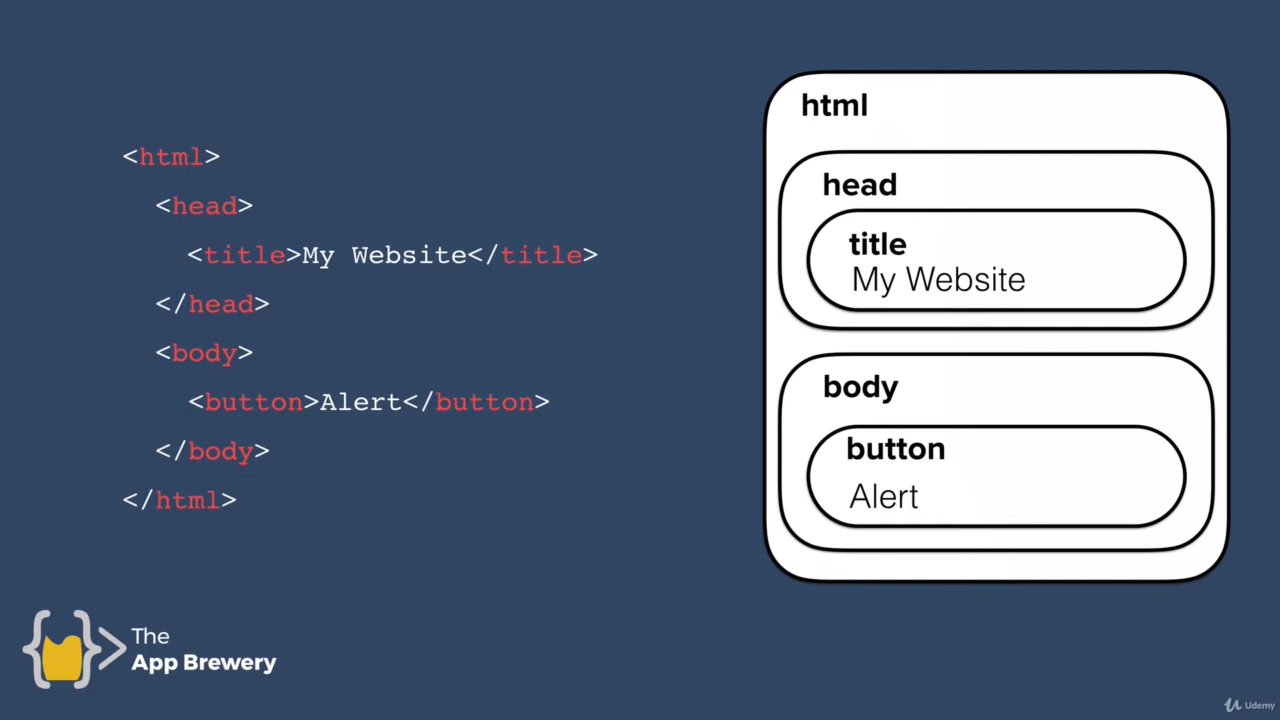 <html>
<head>
<title>My Website</title>
</head>
<body>
<button>Alert</button>
</body>
</html>
html
head
title
My Website
body
button
Alert
The
App Brewery
Udemy